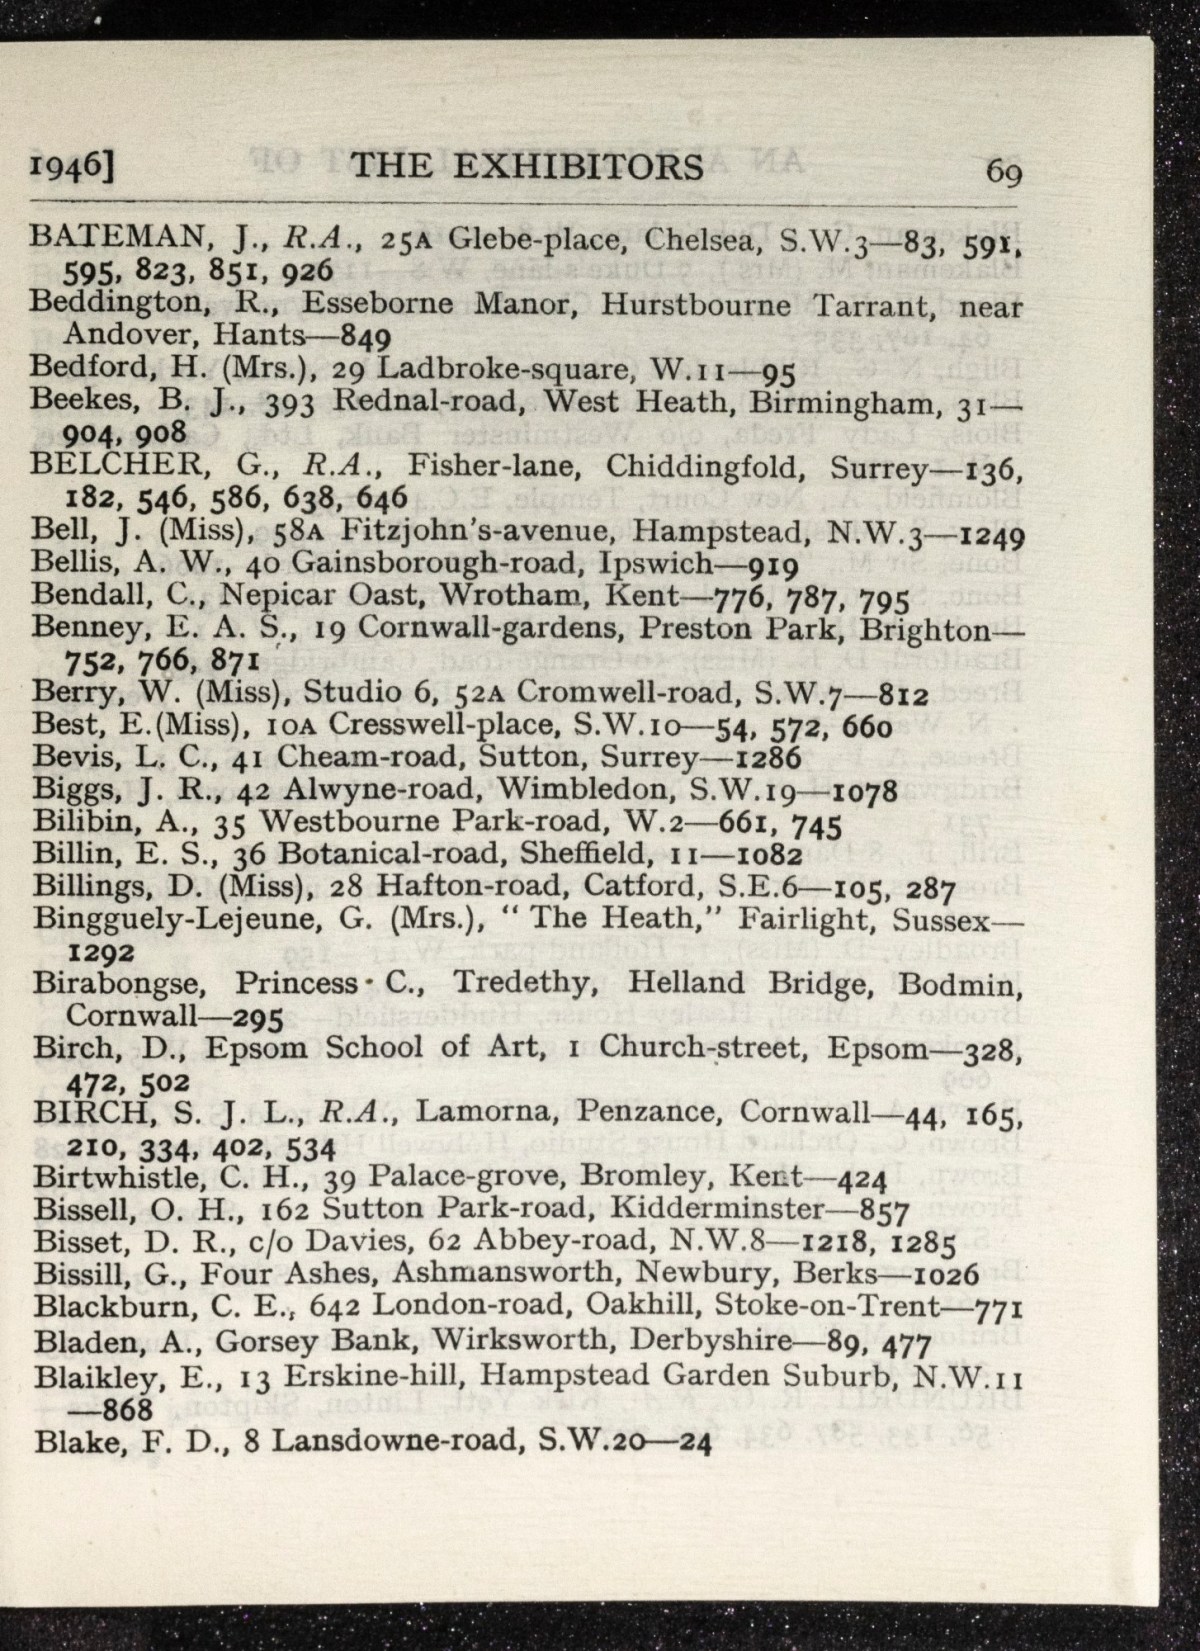 1946] THE EXHIBITORS 69
BATEMAN, J., R.A., 25A Glebe-place, Chelsea, S.W.3—83, 591,
595, 823, 851, 926
Beddington, R., Esseborne Manor, Hurstbourne Tarrant, near
Andover, Hants—849
Bedford, H. (Mrs.), 29 Ladbroke-square, W.11—95
Beekes, B. J., 393 Rednal-road, West Heath, Birmingham, 31—
904, 908
BELCHER, G., R.A., Fisher-lane, Chiddingfold, Surrey—136,
182, 546, 586, 638, 646
Bell, J. (Miss), 58A Fitzjohn's-avenue, Hampstead, N.W.3—1249
Bellis, A. W., 40 Gainsborough-road, Ipswich—919
Bendall, C., Nepicar Oast, Wrotham, Kent—776, 787, 795
Benney, E. A. S., 19 Cornwall-gardens, Preston Park, Brighton—
752, 766, 871
Berry, W. (Miss), Studio 6, 52A Cromwell-road, S.W.7—812
Best, E.(Miss), 10A Cresswell-place, S.W.10—54, 572, 660
Bevis, L. C., 41 Cheam-road, Sutton, Surrey—1286
Biggs, J. R., 42 Alwyne-road, Wimbledon, S.W.19—1078
Bilibin, A., 35 Westbourne Park-road, W.2—661, 745
Billin, E. S., 36 Botanical-road, Sheffield, 11—1082
Billings, D. (Miss), 28 Hafton-road, Catford, S.E.6—105, 287
Bingguely-Lejeune, G. (Mrs.), “ The Heath,” Fairlight, Sussex—
1292
Birabongse, Princess C., Tredethy, Helland Bridge, Bodmin,
Cornwall—295
Birch, D., Epsom School of Art, 1 Church-street, Epsom—328,
472, 502
BIRCH, S. J. L., R.A., Lamorna, Penzance, Cornwall—44, 165,
210, 334, 402, 534
Birtwhistle, C. H., 39 Palace-grove, Bromley, Kent—424
Bissell, O. H., 162 Sutton Park-road, Kidderminster—857
Bisset, D. R., c/o Davies, 62 Abbey-road, N.W.8—1218, 1285
Bissill, G., Four Ashes, Ashmansworth, Newbury, Berks—1026
Blackburn, C. E., 642 London-road, Oakhill, Stoke-on-Trent—771
Bladen, A., Gorsey Bank, Wirksworth, Derbyshire—89, 477
Blaikley, E., 13 Erskine-hill, Hampstead Garden Suburb, N.W.11
—868
Blake, F. D., 8 Lansdowne-road, S.W.20—24